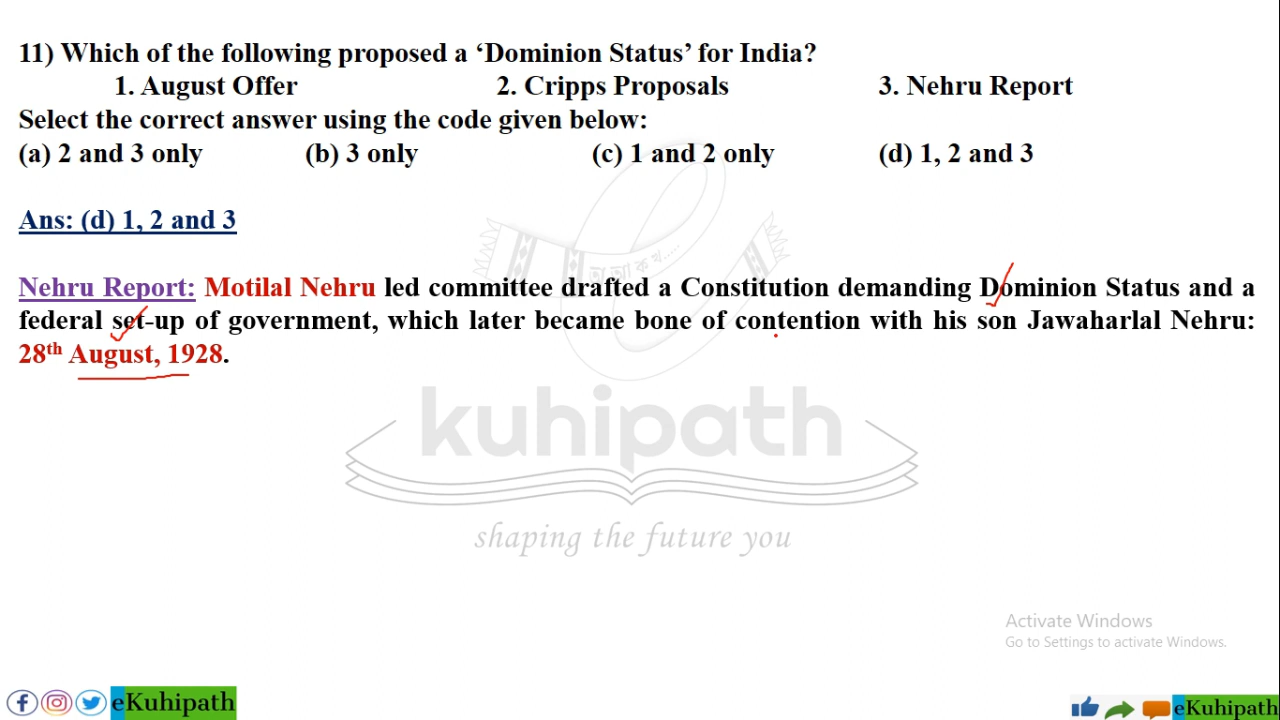 11) Which of the following proposed a ‘Dominion Status’ for India?
1. August Offer 2. Cripps Proposals 3. Nehru Report
Select the correct answer using the code given below:
(a) 2 and 3 only (b) 3 only (c) 1 and 2 only (d) 1, 2 and 3
Ans: (d) 1, 2 and 3
Nehru Report: Motilal Nehru led committee drafted a Constitution demanding Dominion Status and a
federal set-up of government, which later became bone of contention with his son Jawaharlal Nehru:
28th August, 1928.
kuhipath
shaping the future you
Activate Windows
Go to Settings to activate Windows.
eKuhipath eKuhipath